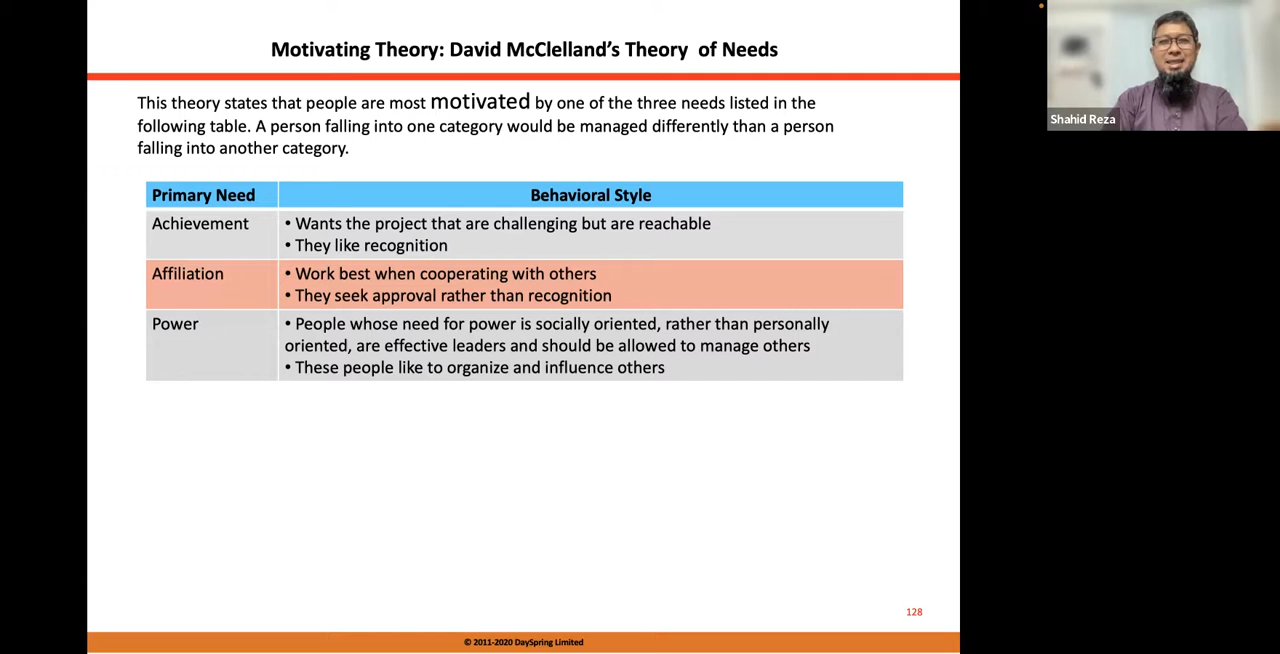 Motivating Theory: David McClelland's Theory of Needs
This theory states that people are most motivated by one of the three needs listed in the
following table. A person falling into one category would be managed differently than a person
falling into another category.
Primary Need
Behavioral Style
Achievement
• Wants the project that are challenging but are reachable
• They like recognition
Affiliation
• Work best when cooperating with others
• They seek approval rather than recognition
Power
• People whose need for power is socially oriented, rather than personally
oriented, are effective leaders and should be allowed to manage others
• These people like to organize and influence others
128
© 2011-2020 DaySpring Limited
Shahid Reza